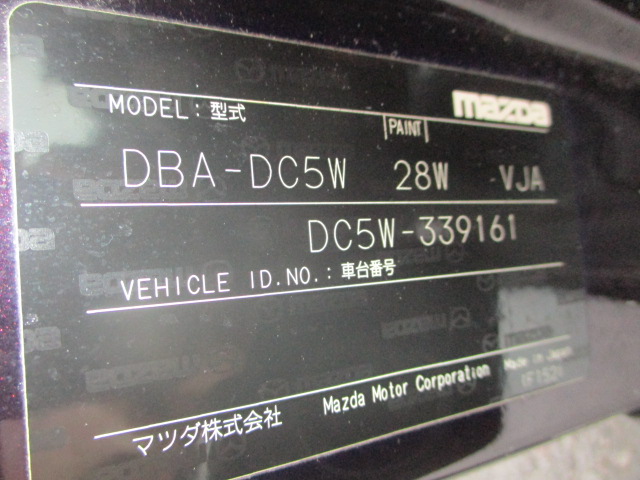 mazda
MODEL : 型式
PAINT
DBA-DC5W 28W VJA
DC5W-339161
VEHICLE ID.NO. : 車台番号
マツダ株式会社 Mazda Motor Corporation Made in Japan